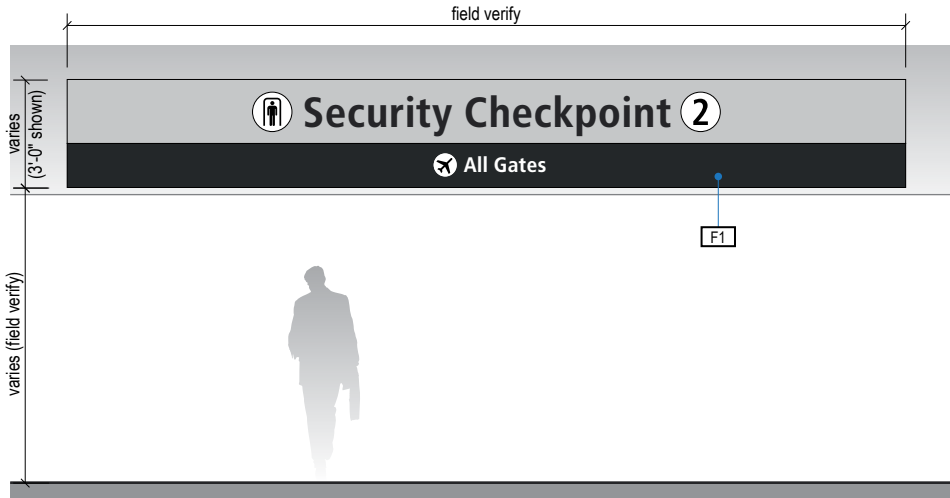 field verify
varies
(3'-0" shown)
Security Checkpoint 2
All Gates
F1
varies (field verify)